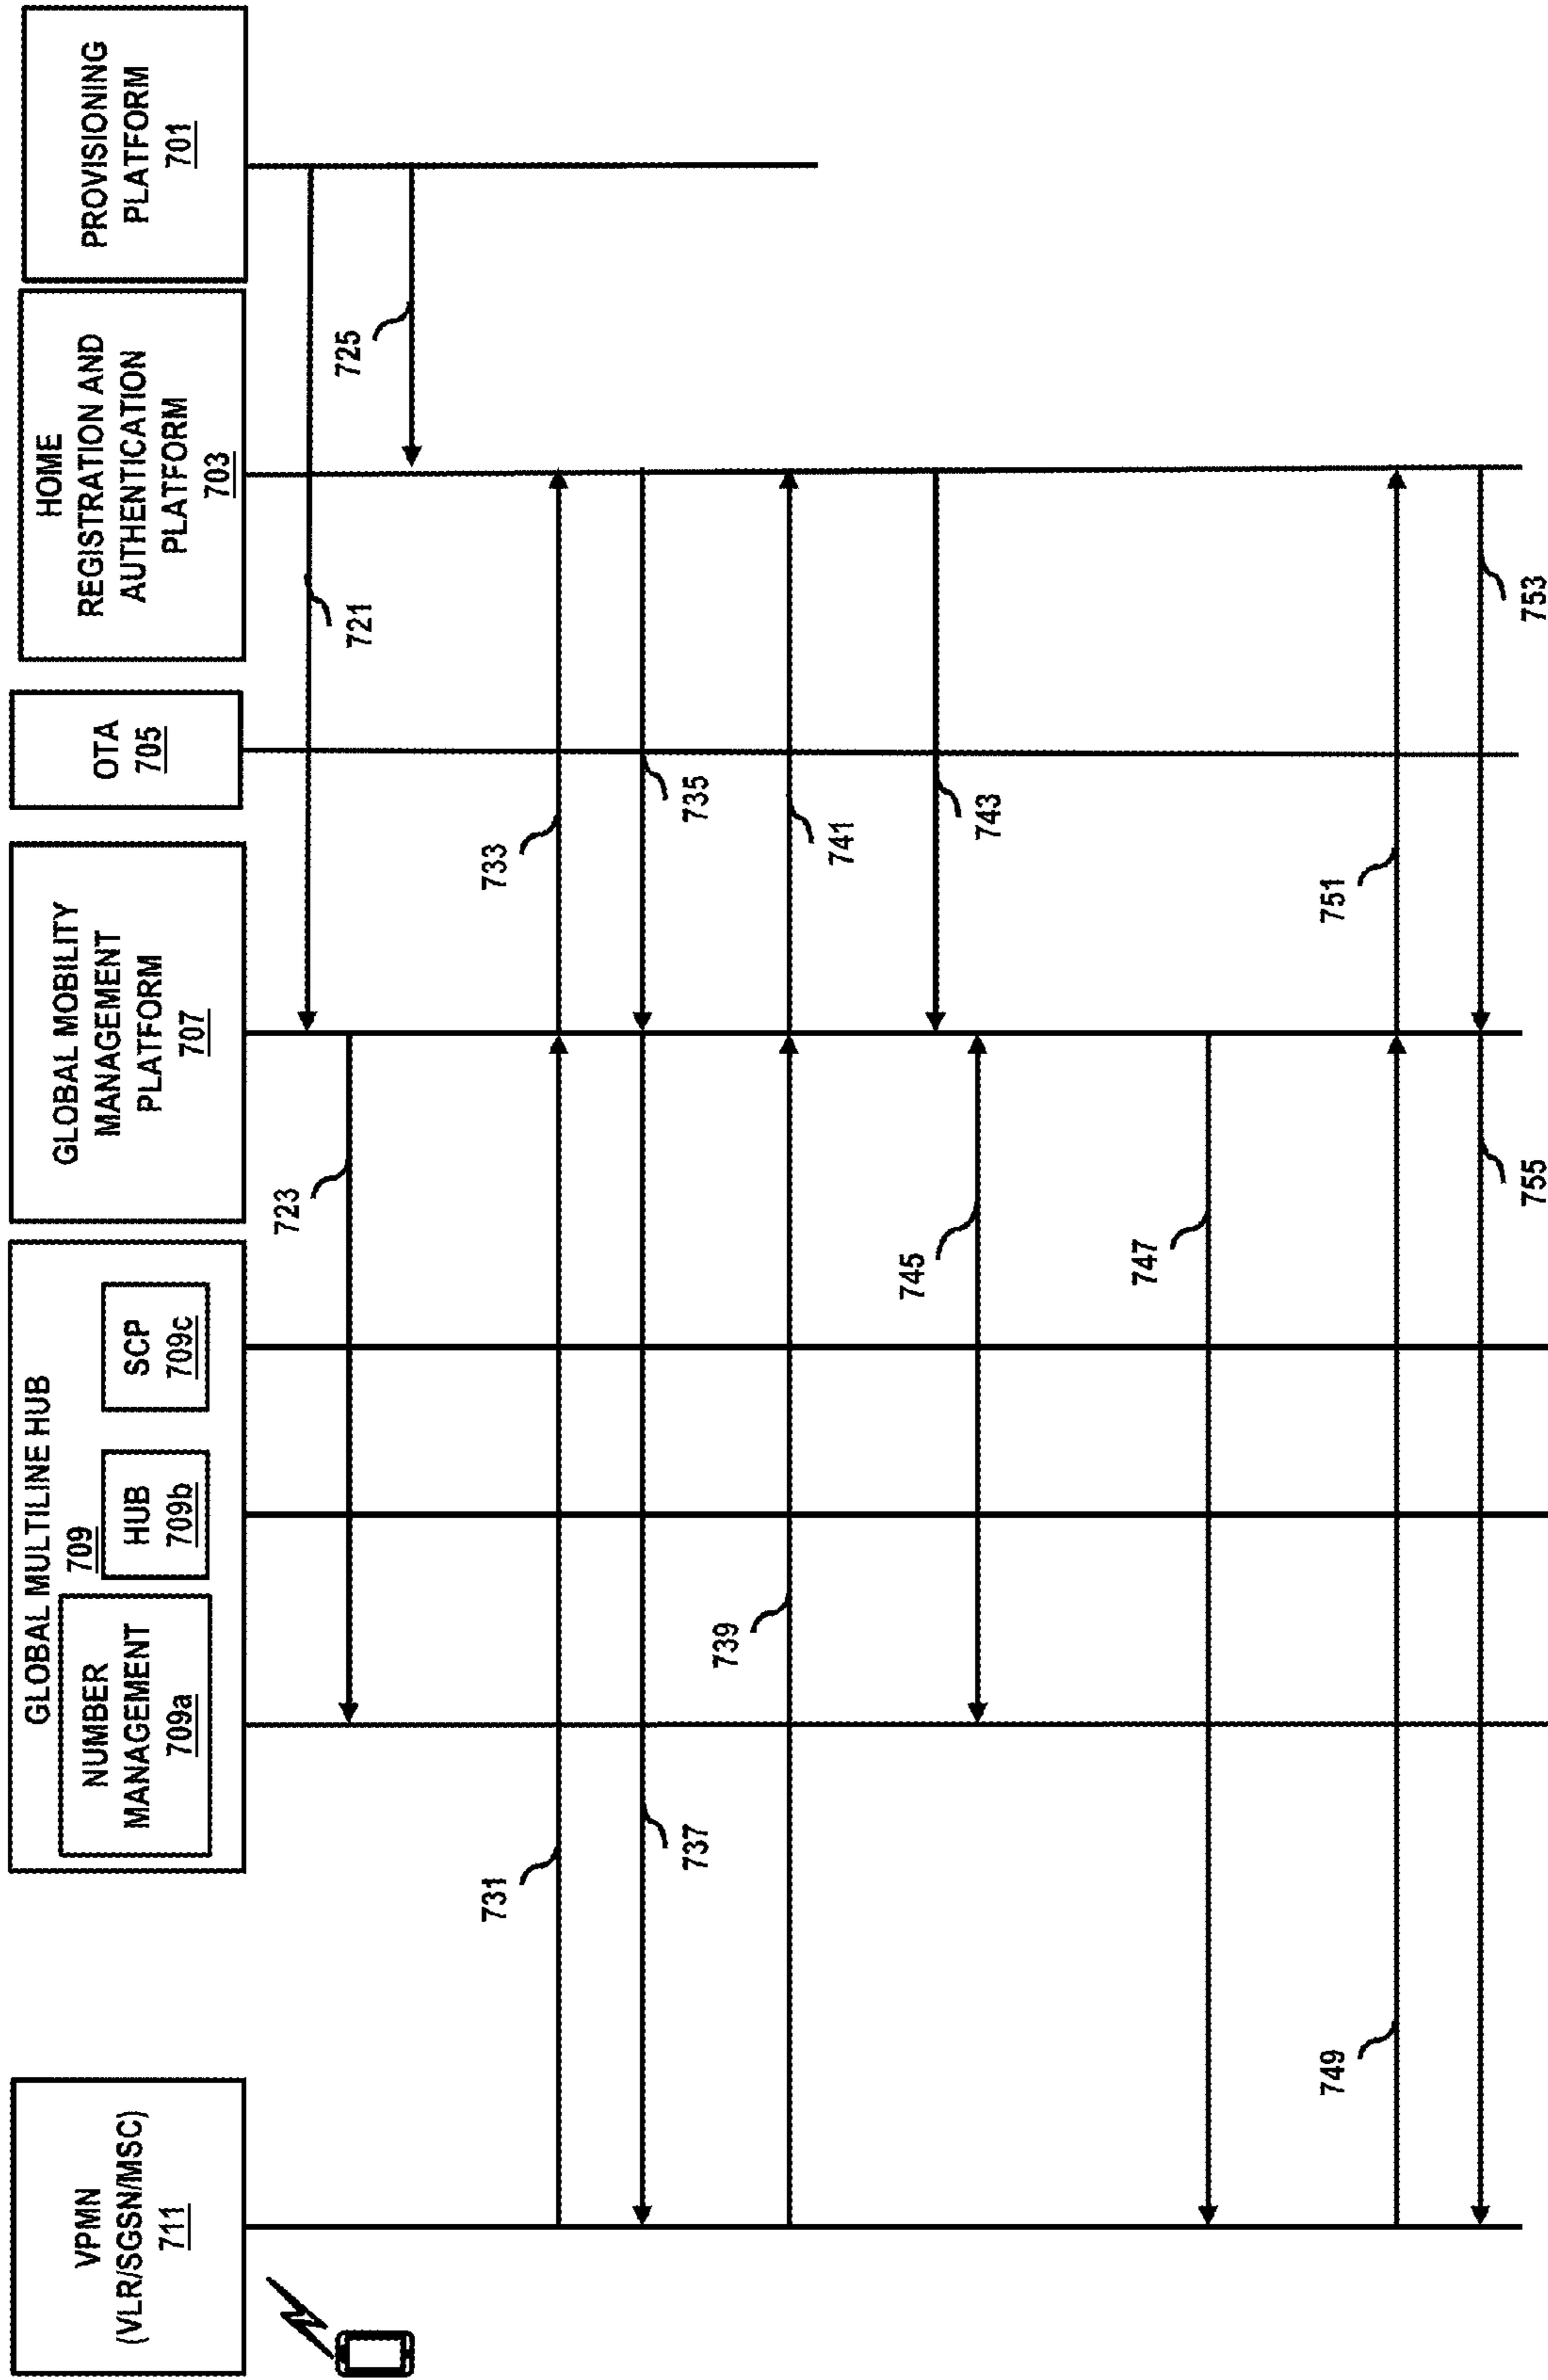 VPMN
(VLR/SGSN/MSC)
711
GLOBAL MULTILINE HUB
709
NUMBER
MANAGEMENT
709a
HUB
709b
SCP
709c
GLOBAL MOBILITY
MANAGEMENT
PLATFORM
707
OTA
705
HOME
REGISTRATION AND
AUTHENTICATION
PLATFORM
703
PROVISIONING
PLATFORM
701
721
723
725
731
733
735
737
739
741
743
745
747
749
751
753
755